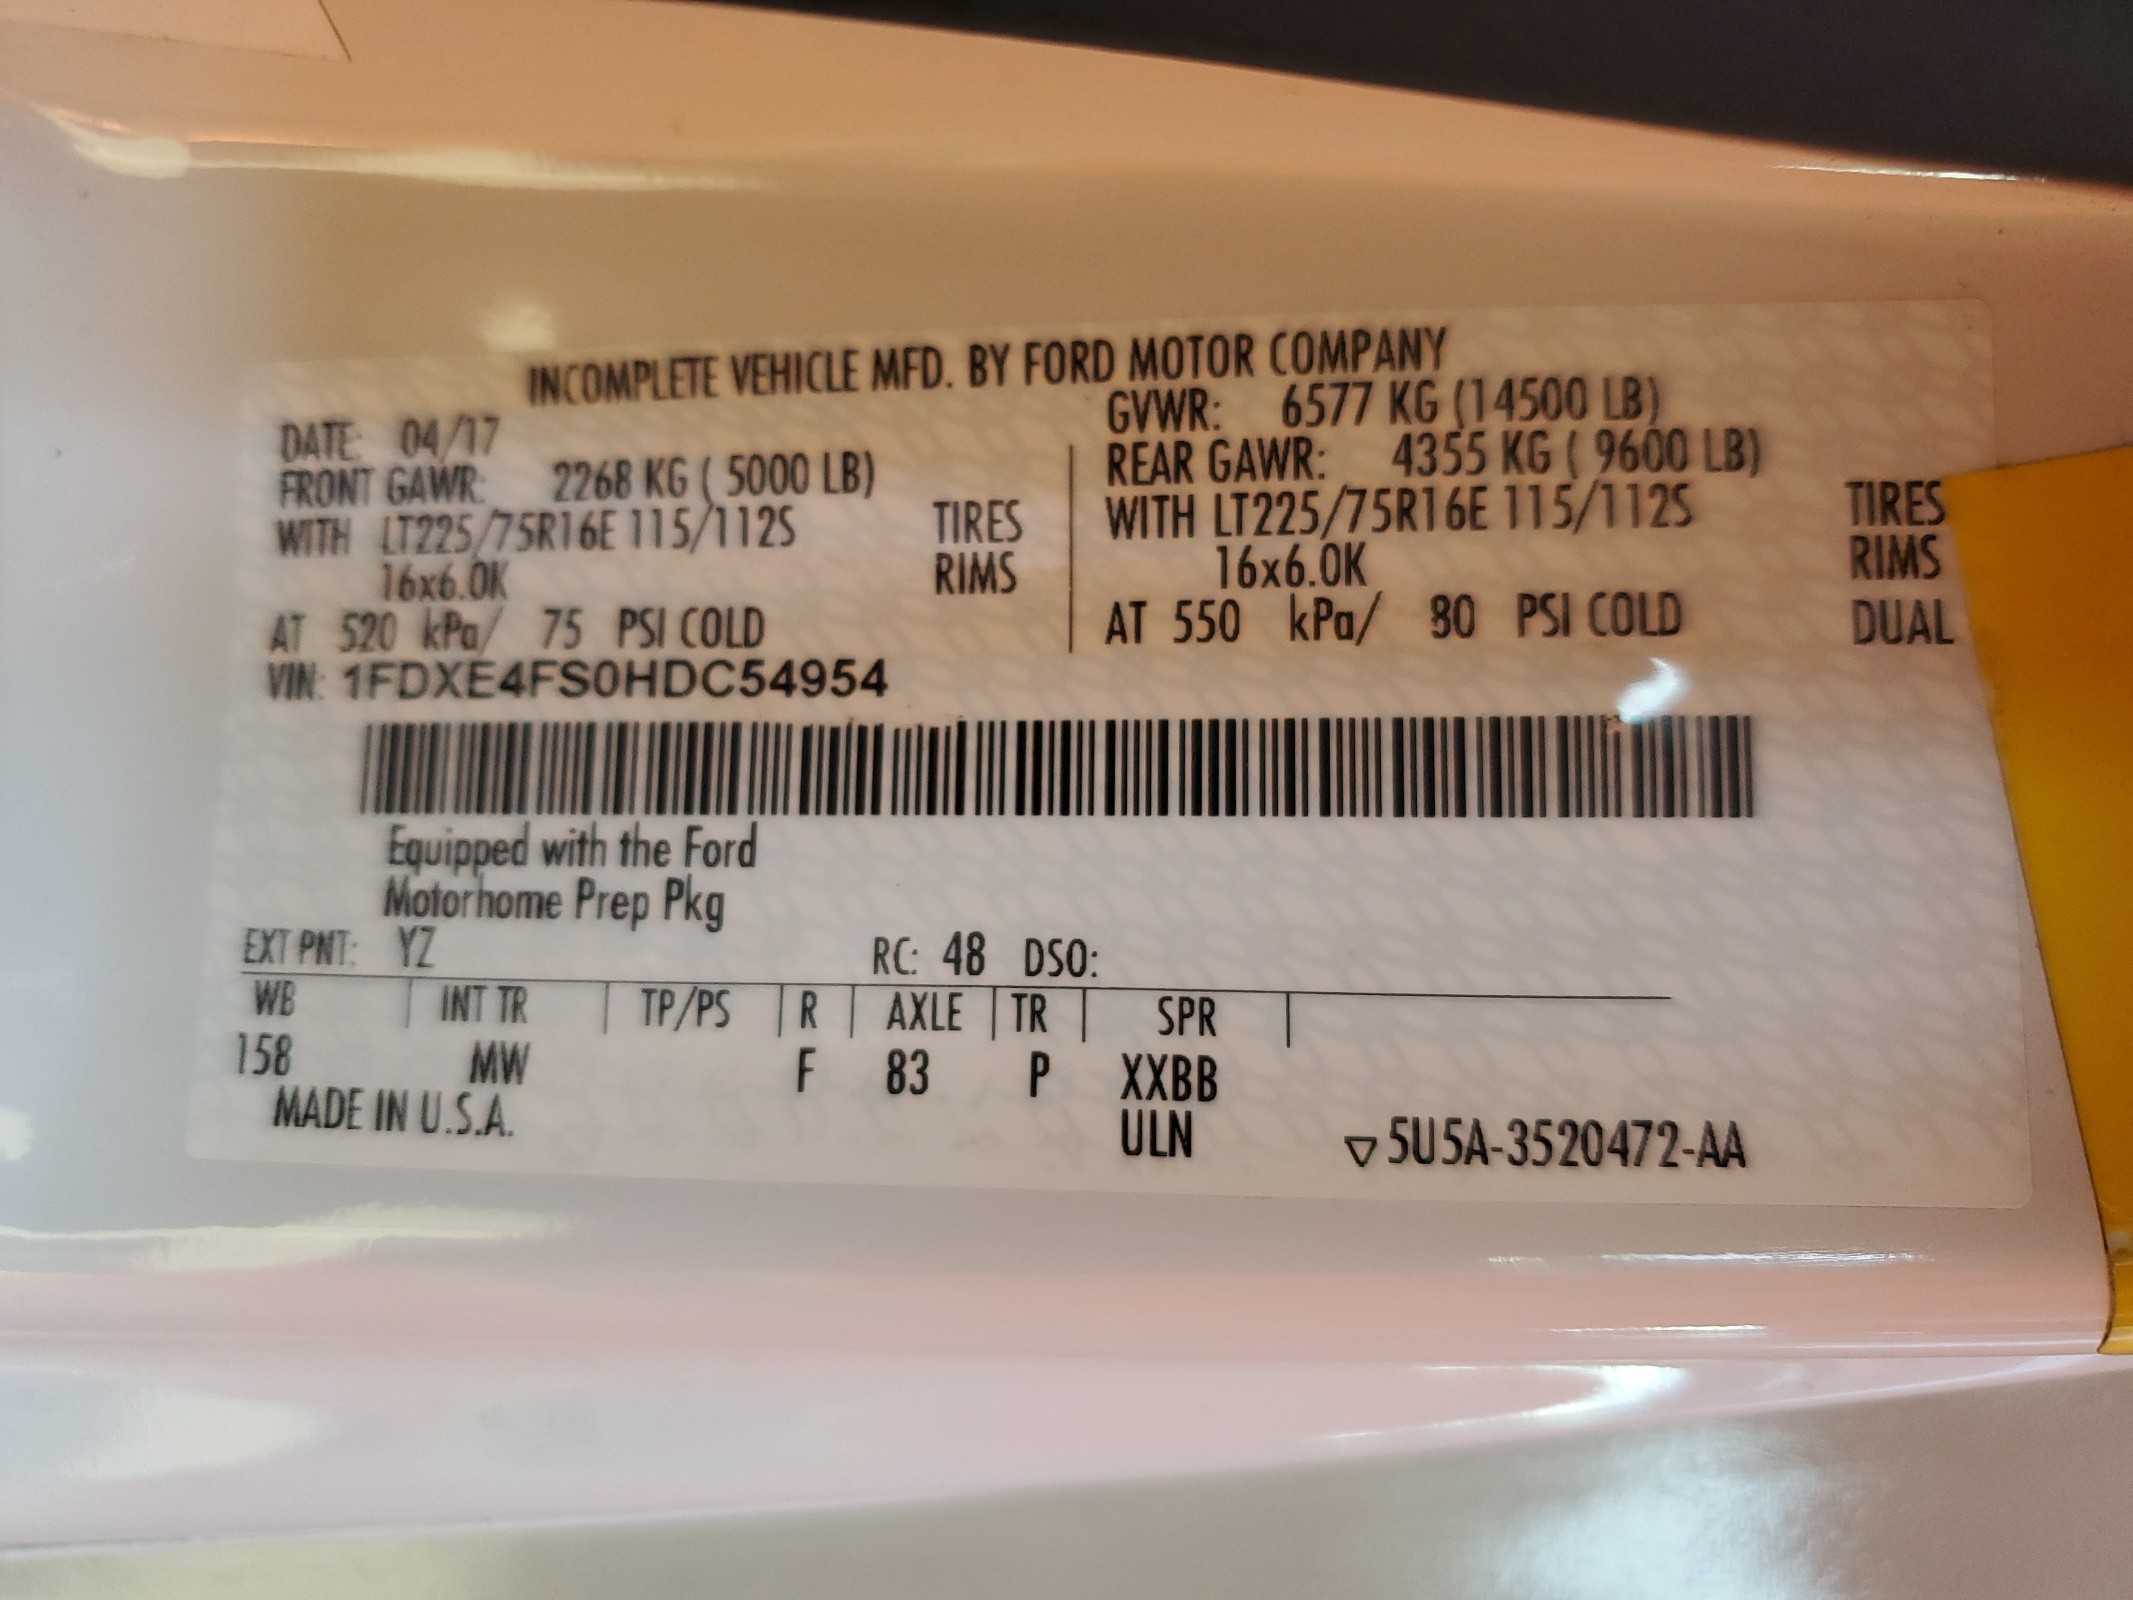 INCOMPLETE VEHICLE MFD. BY FORD MOTOR COMPANY
DATE: 04/17 GVWR: 6577 KG (14500 LB)
FRONT GAWR: 2268 KG ( 5000 LB) REAR GAWR: 4355 KG ( 9600 LB)
WITH LT225/75R16E 115/112S TIRES WITH LT225/75R16E 115/112S TIRES
16x6.0K RIMS 16x6.0K RIMS
AT 520 kPa/ 75 PSI COLD AT 550 kPa/ 80 PSI COLD DUAL
VIN: 1FDXE4FS0HDC54954
Equipped with the Ford
Motorhome Prep Pkg
EXT PNT: YZ RC: 48 DSO:
WB INT TR TP/PS R AXLE TR SPR
158 MW F 83 P XXBB
MADE IN U.S.A. ULN ▽5U5A-3520472-AA